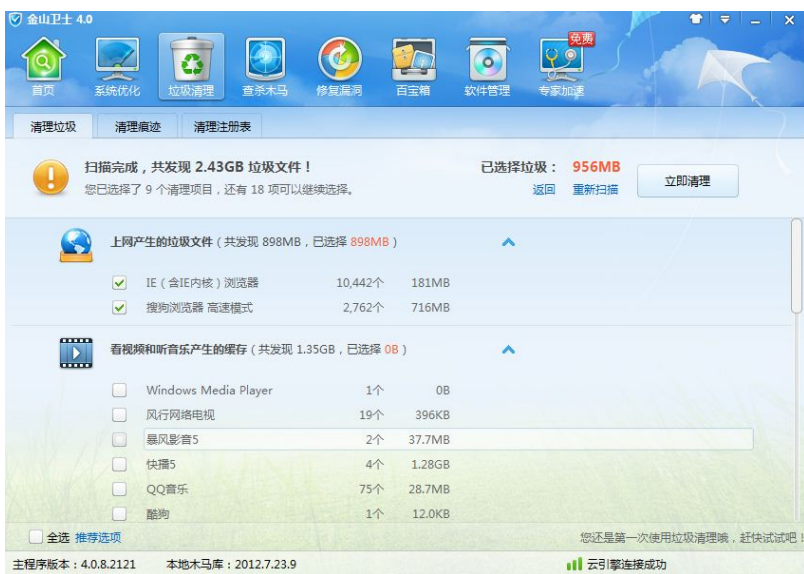 金山卫士 4.0
免费
首页 系统优化 垃圾清理 查杀木马 修复漏洞 百宝箱 软件管理 专家加速
清理垃圾 清理痕迹 清理注册表
扫描完成，共发现 2.43GB 垃圾文件！
已选择垃圾： 956MB
您已选择了 9 个清理项目，还有 18 项可以继续选择。
返回 重新扫描
立即清理
上网产生的垃圾文件（共发现 898MB，已选择 898MB）
IE（含IE内核）浏览器 10,442个 181MB
搜狗浏览器 高速模式 2,762个 716MB
看视频和听音乐产生的缓存（共发现 1.35GB，已选择 0B）
Windows Media Player 1个 0B
风行网络电视 19个 396KB
暴风影音5 2个 37.7MB
快播5 4个 1.28GB
QQ音乐 75个 28.7MB
酷狗 1个 12.0KB
全选 推荐选项
您还是第一次使用垃圾清理噢，赶快试试吧！
主程序版本：4.0.8.2121 本地木马库：2012.7.23.9
云引擎连接成功